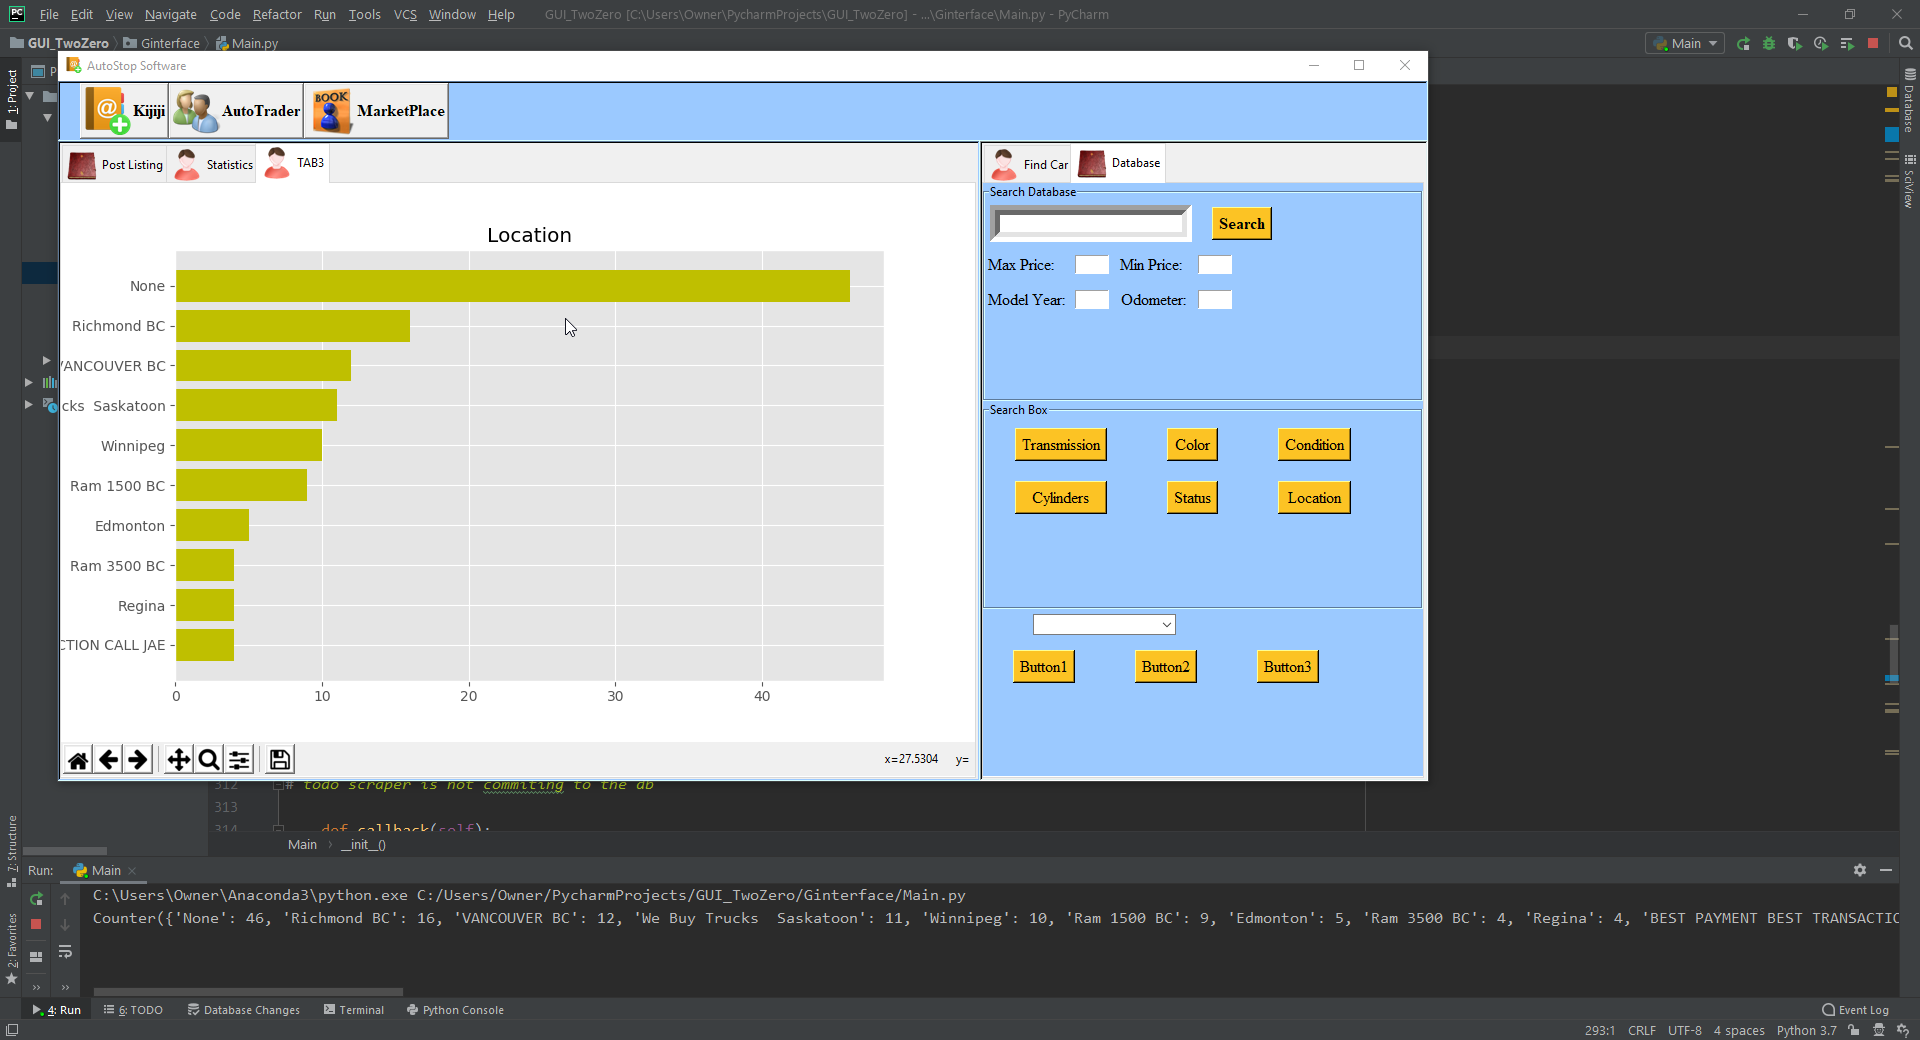 PC File Edit View Navigate Code Refactor Run Tools VCS Window Help GUI_TwoZero [C:\Users\Owner\PycharmProjects\GUI_TwoZero] - ...\Ginterface\Main.py - PyCharm
GUI_TwoZero Ginterface Main.py Main
1: Project
P
AutoStop Software
Kijiji AutoTrader BOOK MarketPlace
Post Listing Statistics TAB3
Location
None
Richmond BC
VANCOUVER BC
cks  Saskatoon
Winnipeg
Ram 1500 BC
Edmonton
Ram 3500 BC
Regina
CTION CALL JAE
0 10 20 30 40
x=27.5304 y=
Find Car Database
Search Database
Search
Max Price: Min Price:
Model Year: Odometer:
Search Box
Transmission Color Condition
Cylinders Status Location
Button1 Button2 Button3
Database
SciView
312 # todo scraper is not commiting to the db
313
314 def callback(self):
Main › __init__()
7: Structure
2: Favorites
Run: Main
C:\Users\Owner\Anaconda3\python.exe C:/Users/Owner/PycharmProjects/GUI_TwoZero/Ginterface/Main.py
Counter({'None': 46, 'Richmond BC': 16, 'VANCOUVER BC': 12, 'We Buy Trucks  Saskatoon': 11, 'Winnipeg': 10, 'Ram 1500 BC': 9, 'Edmonton': 5, 'Ram 3500 BC': 4, 'Regina': 4, 'BEST PAYMENT BEST TRANSACTIO
4: Run 6: TODO Database Changes Terminal Python Console Event Log
293:1 CRLF UTF-8 4 spaces Python 3.7